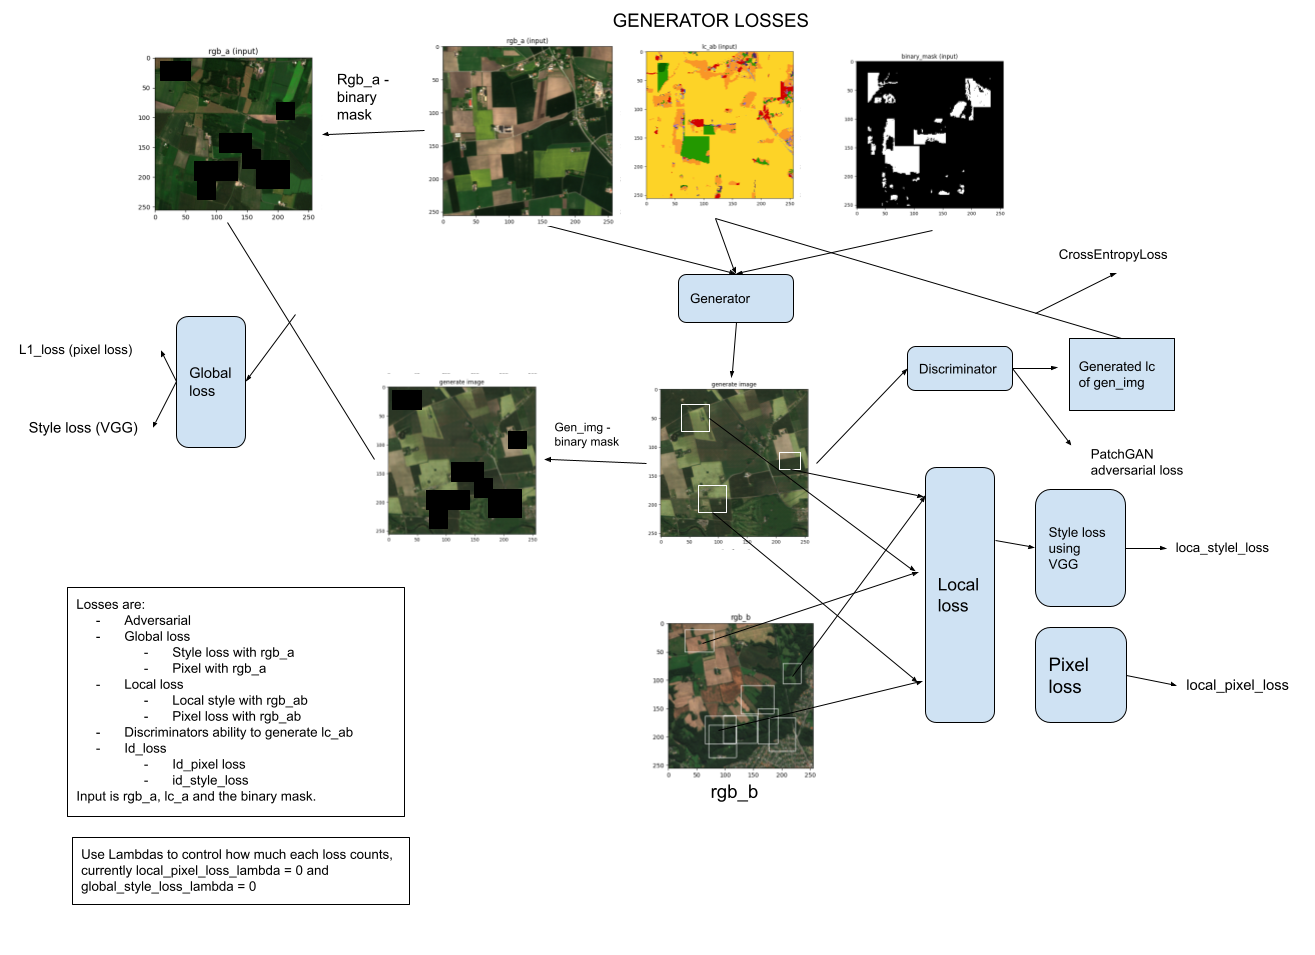 GENERATOR LOSSES
rgb_a (input)
0
50
100
150
200
250
0 50 100 150 200 250
Rgb_a -
binary
mask
rgb_a (input)
0
50
100
150
200
250
0 50 100 150 200 250
lc_ab (input)
0
50
100
150
200
250
0 50 100 150 200 250
binary_mask (input)
0
50
100
150
200
250
0 50 100 150 200 250
CrossEntropyLoss
Generator
L1_loss (pixel loss)
Global
loss
Style loss (VGG)
generate image
0
50
100
150
200
250
0 50 100 150 200 250
Gen_img -
binary mask
generate image
0
50
100
150
200
250
0 50 100 150 200 250
Discriminator
Generated lc
of gen_img
PatchGAN
adversarial loss
Local
loss
Style loss
using
VGG
loca_stylel_loss
Pixel
loss
local_pixel_loss
rgb_b
0
50
100
150
200
250
0 50 100 150 200 250
rgb_b
Losses are:
- Adversarial
- Global loss
- Style loss with rgb_a
- Pixel with rgb_a
- Local loss
- Local style with rgb_ab
- Pixel loss with rgb_ab
- Discriminators ability to generate lc_ab
- Id_loss
- Id_pixel loss
- id_style_loss
Input is rgb_a, lc_a and the binary mask.
Use Lambdas to control how much each loss counts,
currently local_pixel_loss_lambda = 0 and
global_style_loss_lambda = 0